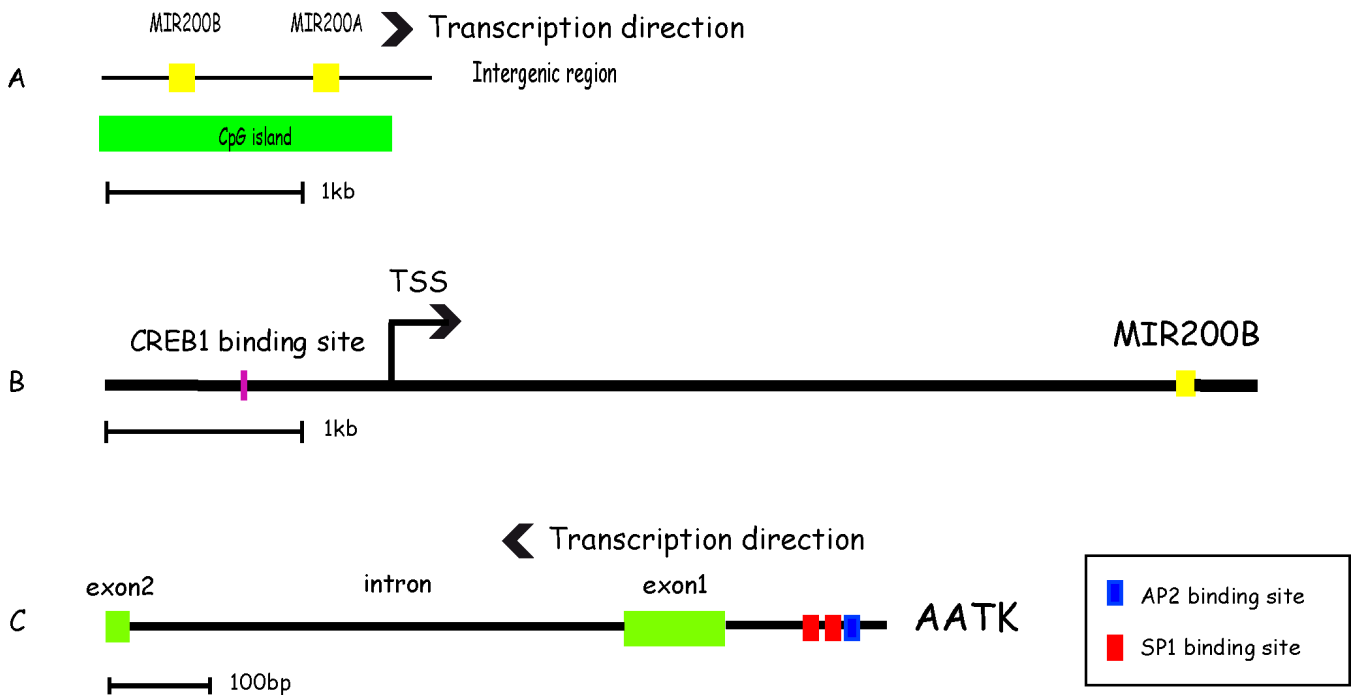 MIR200B MIR200A Transcription direction
A Intergenic region
CpG island
1kb
TSS
CREB1 binding site MIR200B
B
1kb
Transcription direction
exon2 intron exon1
C AATK
AP2 binding site
SP1 binding site
100bp